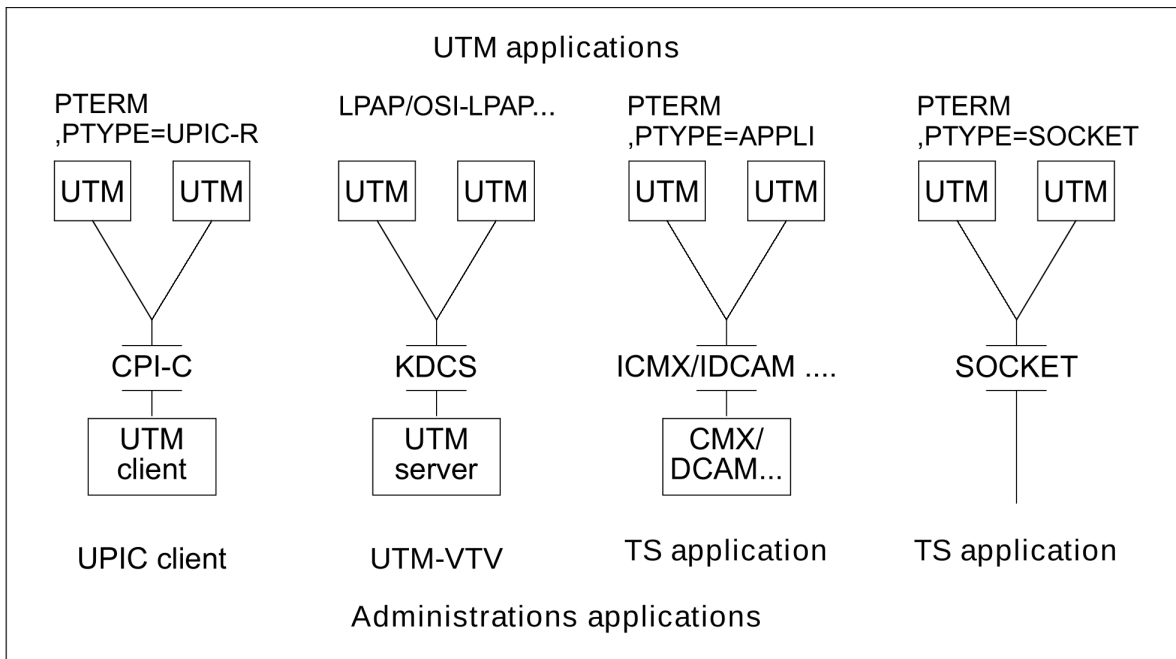 UTM applications
PTERM
,PTYPE=UPIC-R
LPAP/OSI-LPAP...
PTERM
,PTYPE=APPLI
PTERM
,PTYPE=SOCKET
UTM UTM UTM UTM UTM UTM UTM UTM
CPI-C KDCS ICMX/IDCAM .... SOCKET
UTM
client
UTM
server
CMX/
DCAM...
UPIC client UTM-VTV TS application TS application
Administrations applications